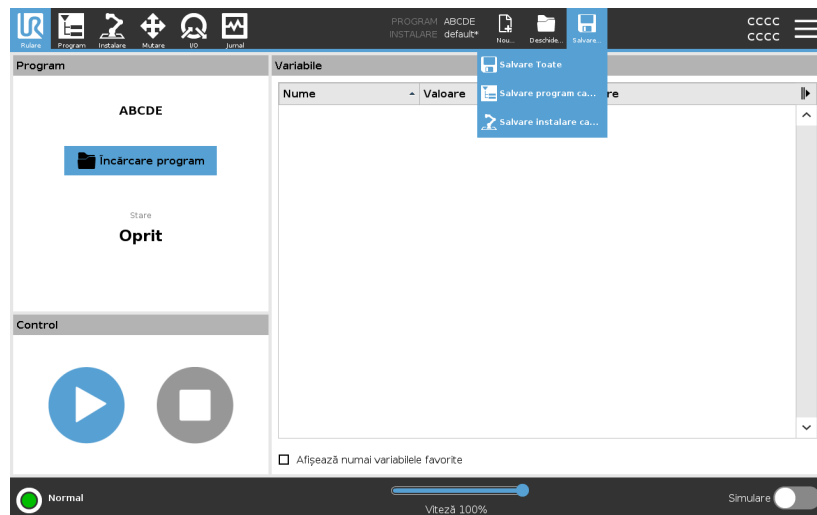 UR
Rulare
Program
Instalare
Mutare
I/O
Jurnal
PROGRAM ABCDE
INSTALARE default*
Nou...
Deschide...
Salvare...
CCCC
CCCC
Program
ABCDE
Încărcare program
Stare
Oprit
Control
Variabile
Nume
Valoare
re
Salvare Toate
Salvare program ca...
Salvare instalare ca...
Afișează numai variabilele favorite
Normal
Viteză 100%
Simulare